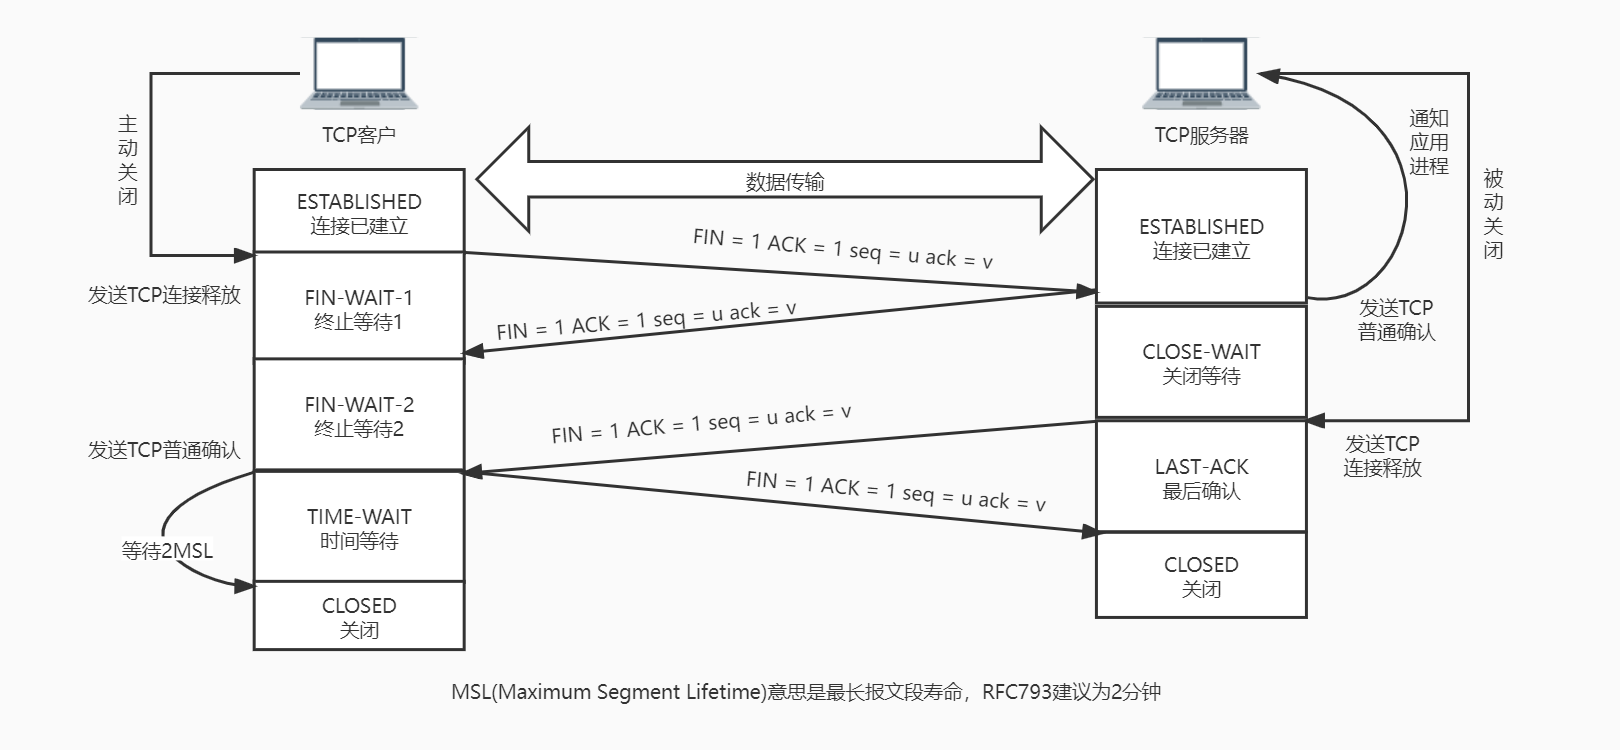 TCP客户
TCP服务器
主动关闭
通知
应用
进程
被动关闭
数据传输
ESTABLISHED
连接已建立
ESTABLISHED
连接已建立
FIN = 1 ACK = 1 seq = u ack = v
发送TCP连接释放
FIN-WAIT-1
终止等待1
FIN = 1 ACK = 1 seq = u ack = v
发送TCP
普通确认
CLOSE-WAIT
关闭等待
FIN-WAIT-2
终止等待2
FIN = 1 ACK = 1 seq = u ack = v
发送TCP普通确认
发送TCP
连接释放
LAST-ACK
最后确认
FIN = 1 ACK = 1 seq = u ack = v
TIME-WAIT
时间等待
等待2MSL
CLOSED
关闭
CLOSED
关闭
MSL(Maximum Segment Lifetime)意思是最长报文段寿命，RFC793建议为2分钟